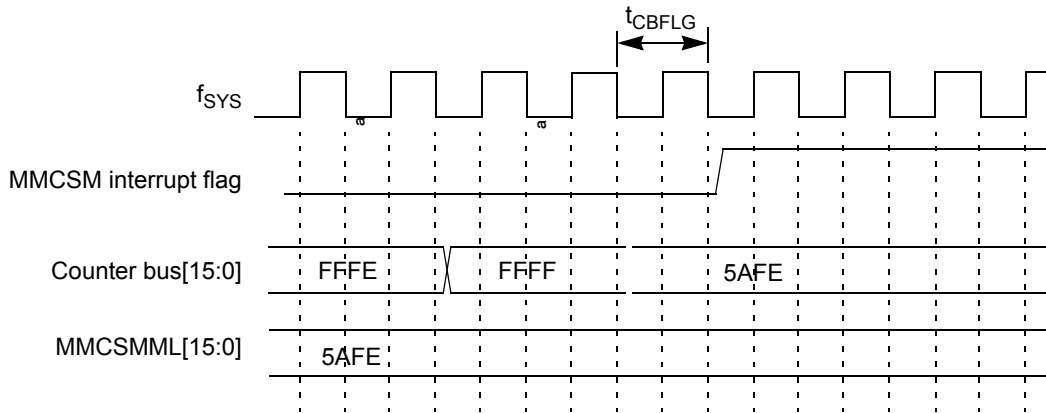 tCBFLG
fSYS
a a
MMCSM interrupt flag
Counter bus[15:0] FFFE FFFF 5AFE
MMCSMML[15:0] 5AFE